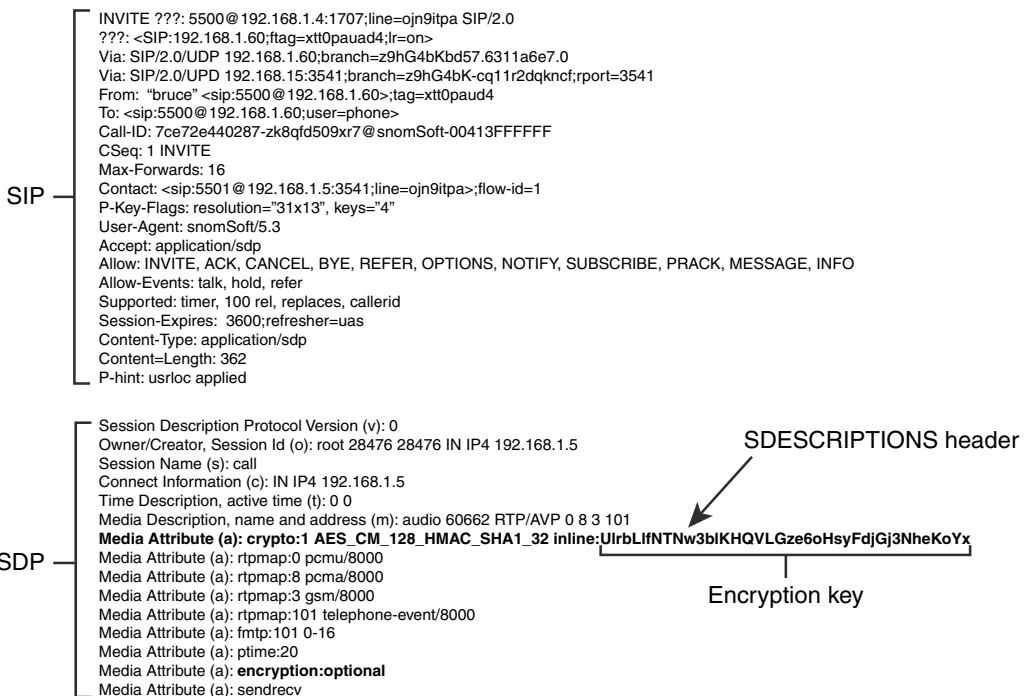 INVITE ???: 5500@192.168.1.4:1707;line=ojn9itpa SIP/2.0
???: <SIP:192.168.1.60;ftag=xtt0pauad4;lr=on>
Via: SIP/2.0/UDP 192.168.1.60;branch=z9hG4bKbd57.6311a6e7.0
Via: SIP/2.0/UPD 192.168.15:3541;branch=z9hG4bK-cq11r2dqkncf;rport=3541
From: “bruce” <sip:5500@192.168.1.60>;tag=xtt0paud4
To: <sip:5500@192.168.1.60;user=phone>
Call-ID: 7ce72e440287-zk8qfd509xr7@snomSoft-00413FFFFFF
CSeq: 1 INVITE
Max-Forwards: 16
SIP
Contact: <sip:5501@192.168.1.5:3541;line=ojn9itpa>;flow-id=1
P-Key-Flags: resolution=”31x13”, keys=”4”
User-Agent: snomSoft/5.3
Accept: application/sdp
Allow: INVITE, ACK, CANCEL, BYE, REFER, OPTIONS, NOTIFY, SUBSCRIBE, PRACK, MESSAGE, INFO
Allow-Events: talk, hold, refer
Supported: timer, 100 rel, replaces, callerid
Session-Expires: 3600;refresher=uas
Content-Type: application/sdp
Content=Length: 362
P-hint: usrloc applied
Session Description Protocol Version (v): 0
Owner/Creator, Session Id (o): root 28476 28476 IN IP4 192.168.1.5
SDESCRIPTIONS header
Session Name (s): call
Connect Information (c): IN IP4 192.168.1.5
Time Description, active time (t): 0 0
Media Description, name and address (m): audio 60662 RTP/AVP 0 8 3 101
Media Attribute (a): crypto:1 AES_CM_128_HMAC_SHA1_32 inline:UlrbLlfNTNw3blKHQVLGze6oHsyFdjGj3NheKoYx
SDP
Media Attribute (a): rtpmap:0 pcmu/8000
Media Attribute (a): rtpmap:8 pcma/8000
Media Attribute (a): rtpmap:3 gsm/8000
Encryption key
Media Attribute (a): rtpmap:101 telephone-event/8000
Media Attribute (a): fmtp:101 0-16
Media Attribute (a): ptime:20
Media Attribute (a): encryption:optional
Media Attribute (a): sendrecv